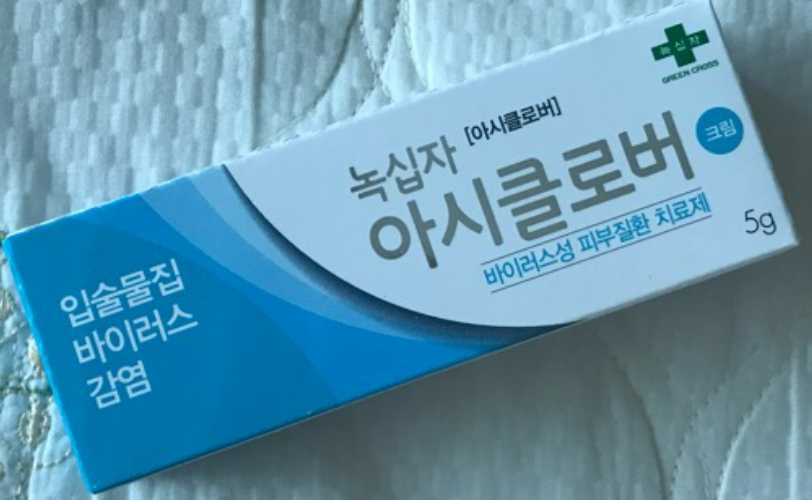 녹십자
GREEN CROSS
녹십자 [아시클로버]
아시클로버 크림
바이러스성 피부질환 치료제
5g
입술물집
바이러스
감염